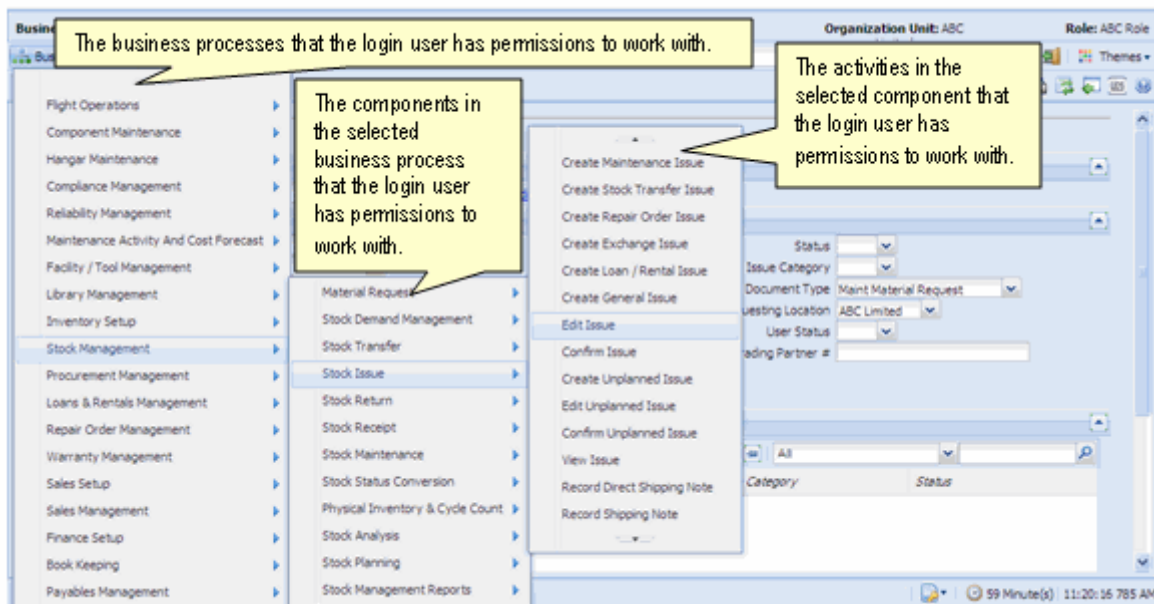 Busine
Organization Unit: ABC
Role: ABC Role
The business processes that the login user has permissions to work with.
Bus
Themes
The activities in the
selected component that
the login user has
permissions to work with.
The components in
the selected
business process
that the login user
has permissions to
work with.
Flight Operations
Component Maintenance
Hangar Maintenance
Compliance Management
Reliability Management
Maintenance Activity And Cost Forecast
Facility / Tool Management
Library Management
Inventory Setup
Stock Management
Procurement Management
Loans & Rentals Management
Repair Order Management
Warranty Management
Sales Setup
Sales Management
Finance Setup
Book Keeping
Payables Management
Material Request
Stock Demand Management
Stock Transfer
Stock Issue
Stock Return
Stock Receipt
Stock Maintenance
Stock Status Conversion
Physical Inventory & Cycle Count
Stock Analysis
Stock Planning
Stock Management Reports
Create Maintenance Issue
Create Stock Transfer Issue
Create Repair Order Issue
Create Exchange Issue
Create Loan / Rental Issue
Create General Issue
Edit Issue
Confirm Issue
Create Unplanned Issue
Edit Unplanned Issue
Confirm Unplanned Issue
View Issue
Record Direct Shipping Note
Record Shipping Note
Status
Issue Category
Document Type Maint Material Request
uesting Location ABC Limited
User Status
rading Partner #
All
Category Status
59 Minute(s) 11:20:16 785 AM